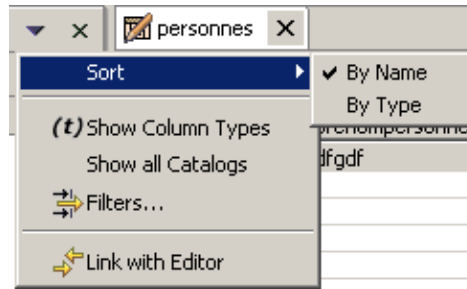 personnes
Sort
By Name
By Type
(t) Show Column Types
Show all Catalogs
dfgdf
Filters...
Link with Editor